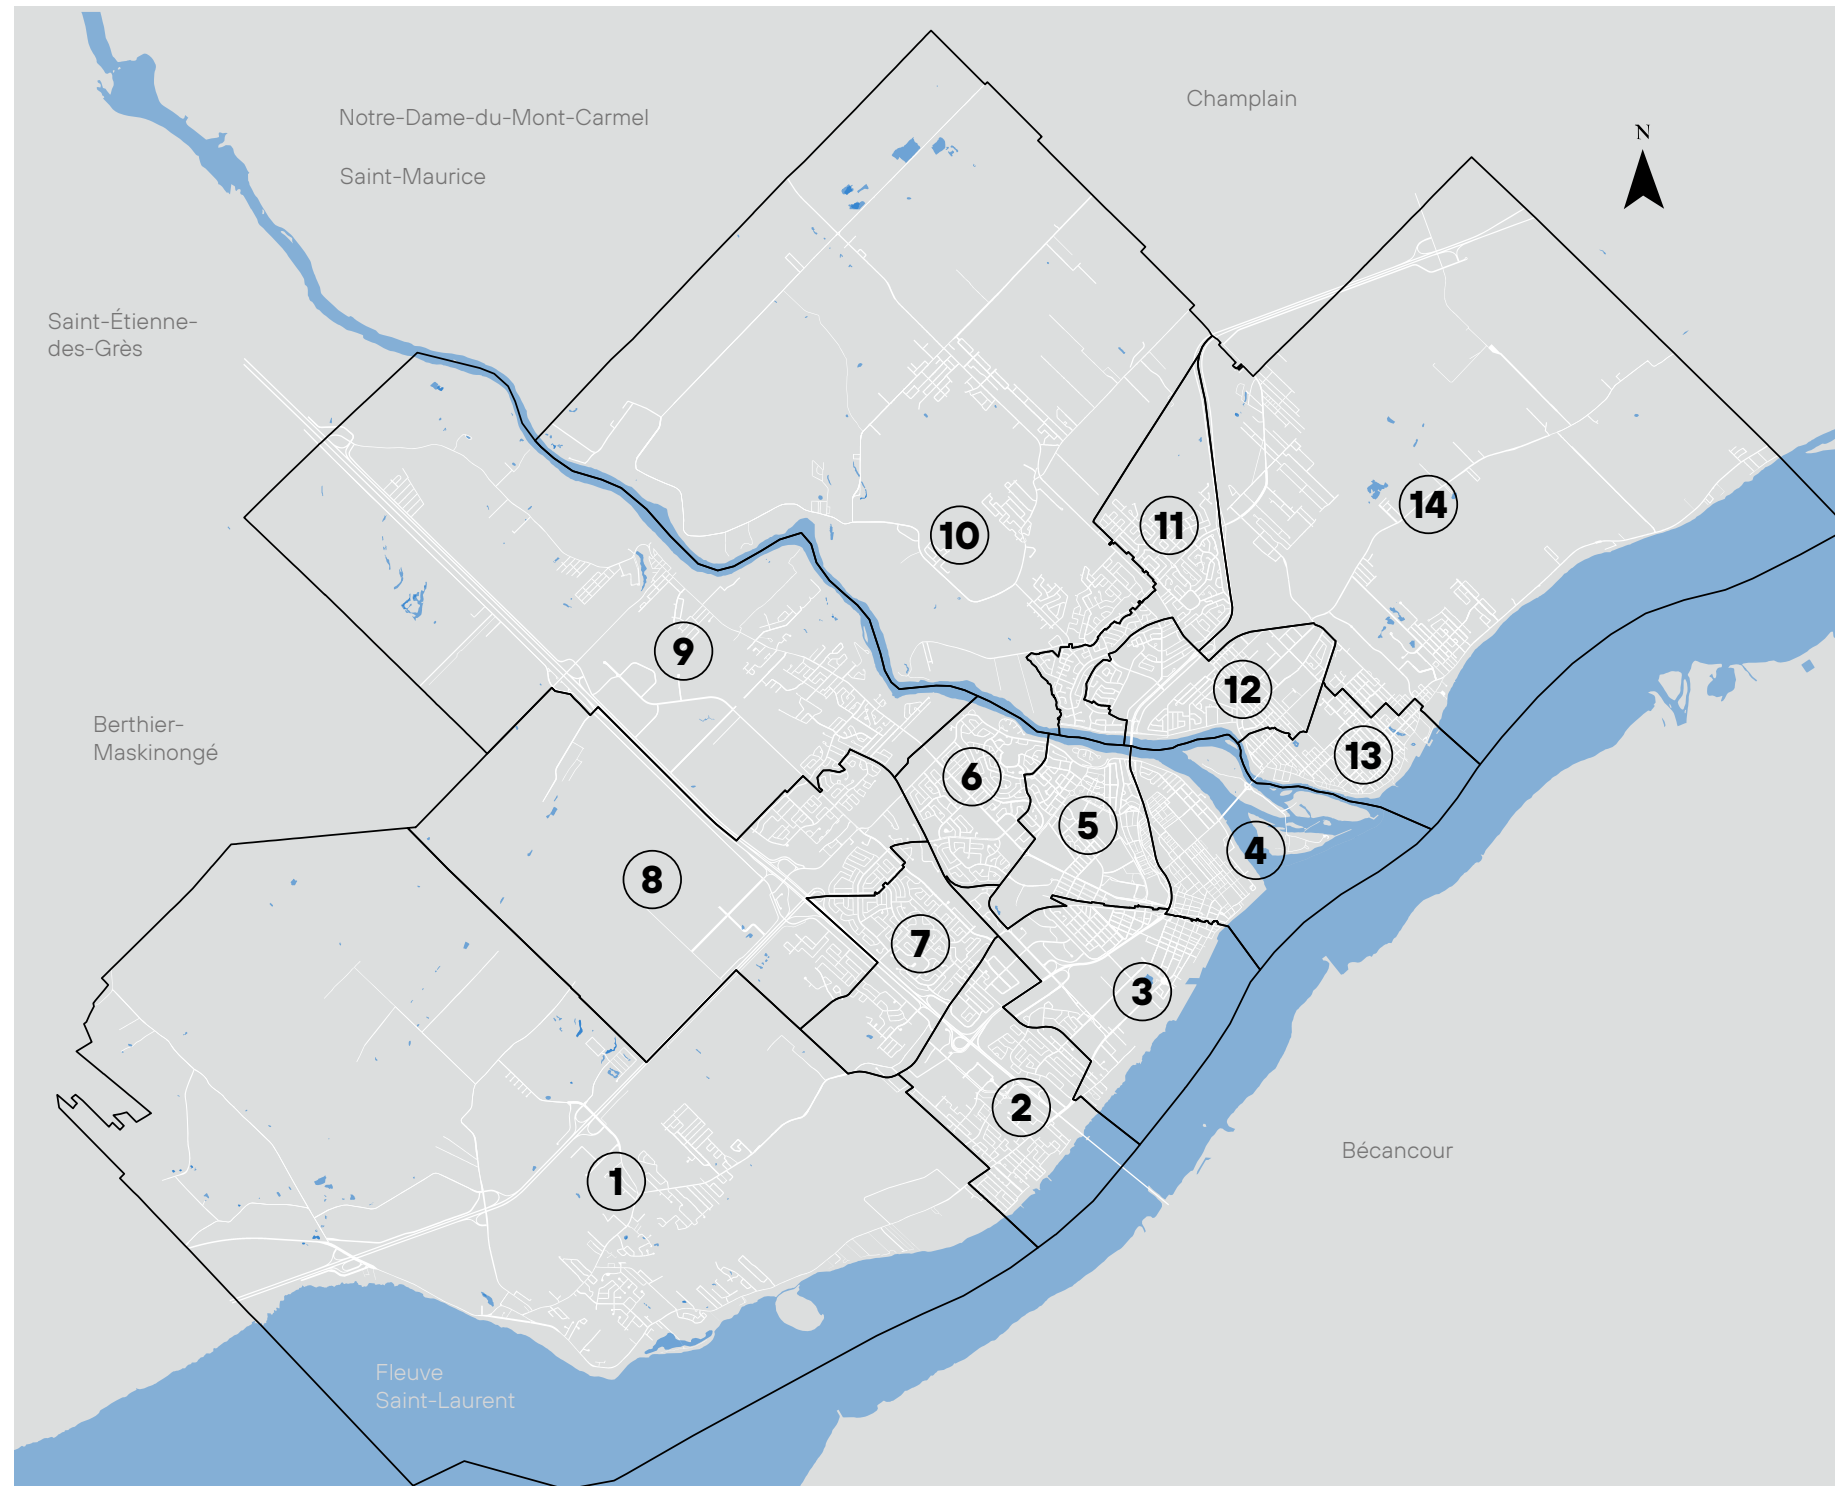 Champlain
Notre-Dame-du-Mont-Carmel
N
Saint-Maurice
Saint-Étienne-
des-Grès
14
11
10
9
12
Berthier-
Maskinongé
13
6
5
4
8
7
3
2
Bécancour
1
Fleuve
Saint-Laurent